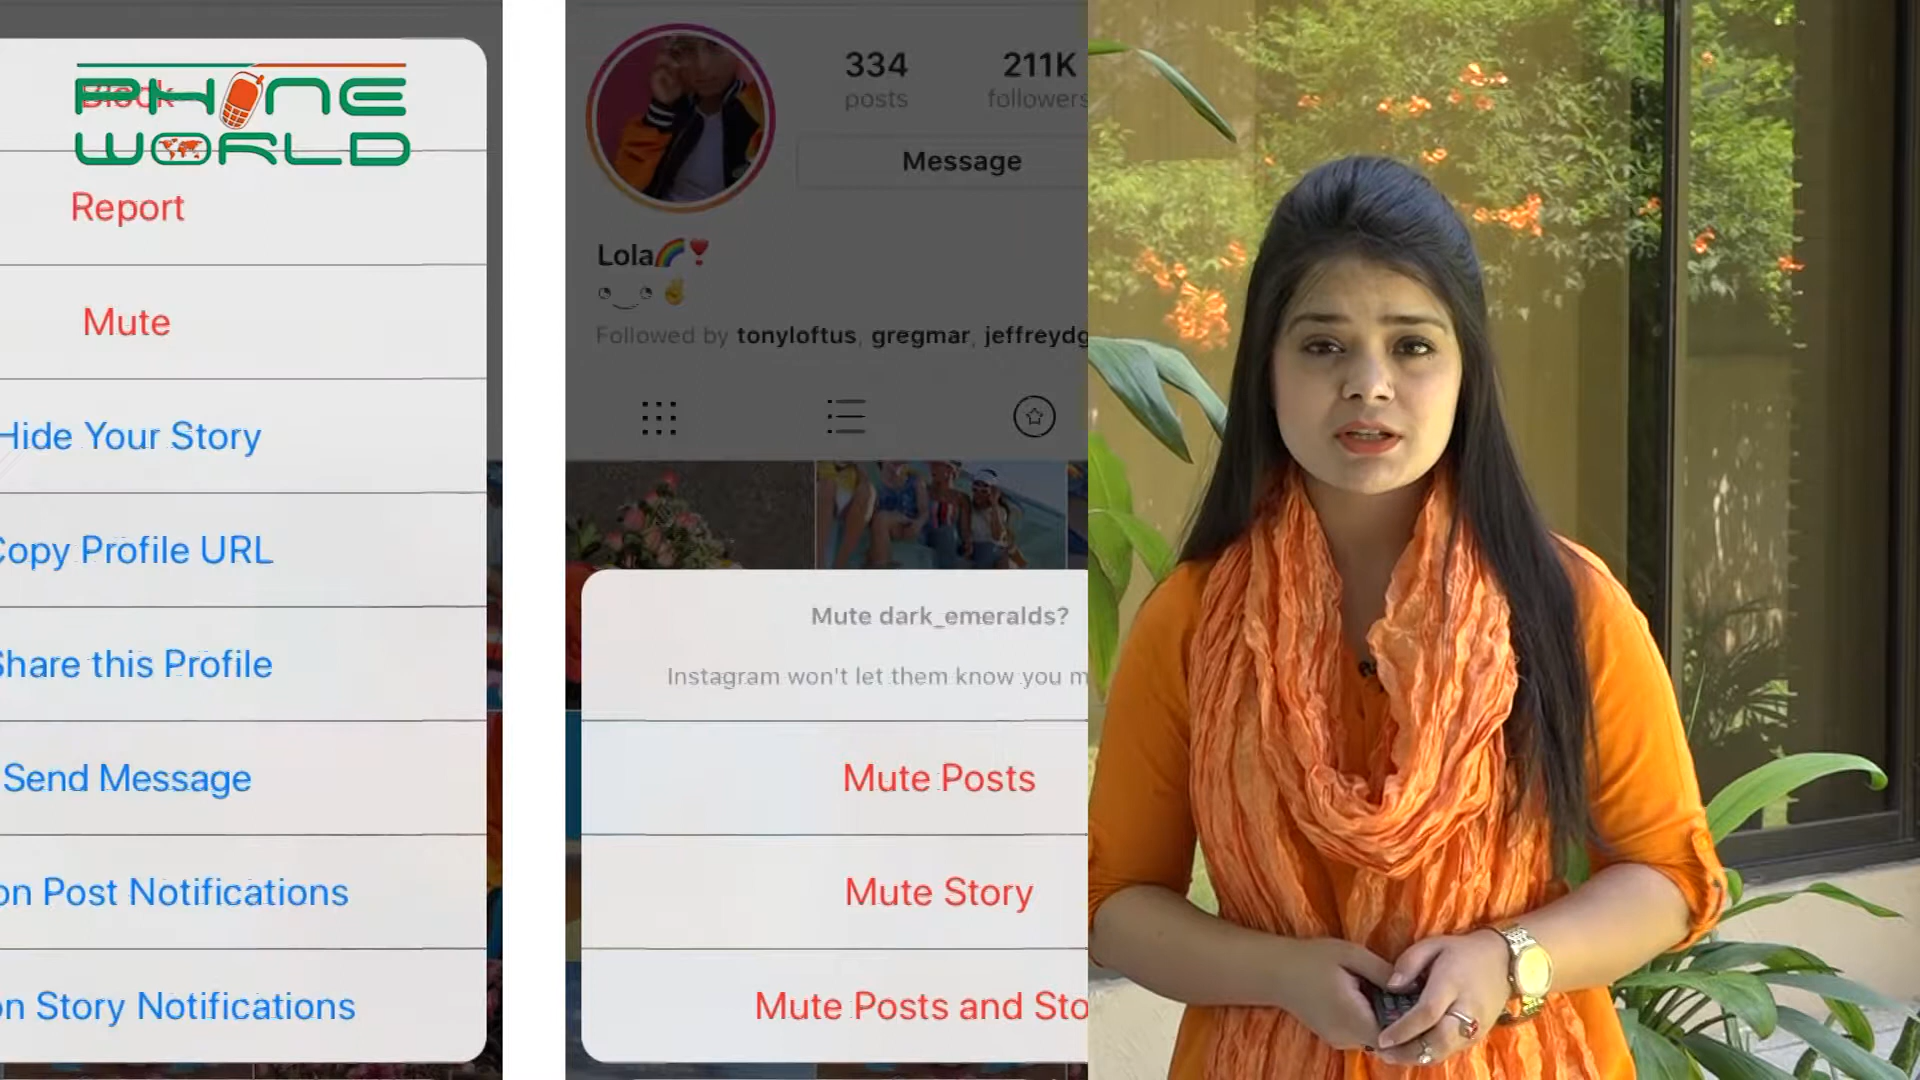 PHONE
WORLD
Block
Report
Mute
Hide Your Story
Copy Profile URL
Share this Profile
Send Message
on Post Notifications
on Story Notifications
334
posts
211K
followers
Message
Lola🌈❣️
Followed by tonyloftus, gregmar, jeffreydg
Mute dark_emeralds?
Instagram won't let them know you m
Mute Posts
Mute Story
Mute Posts and Sto